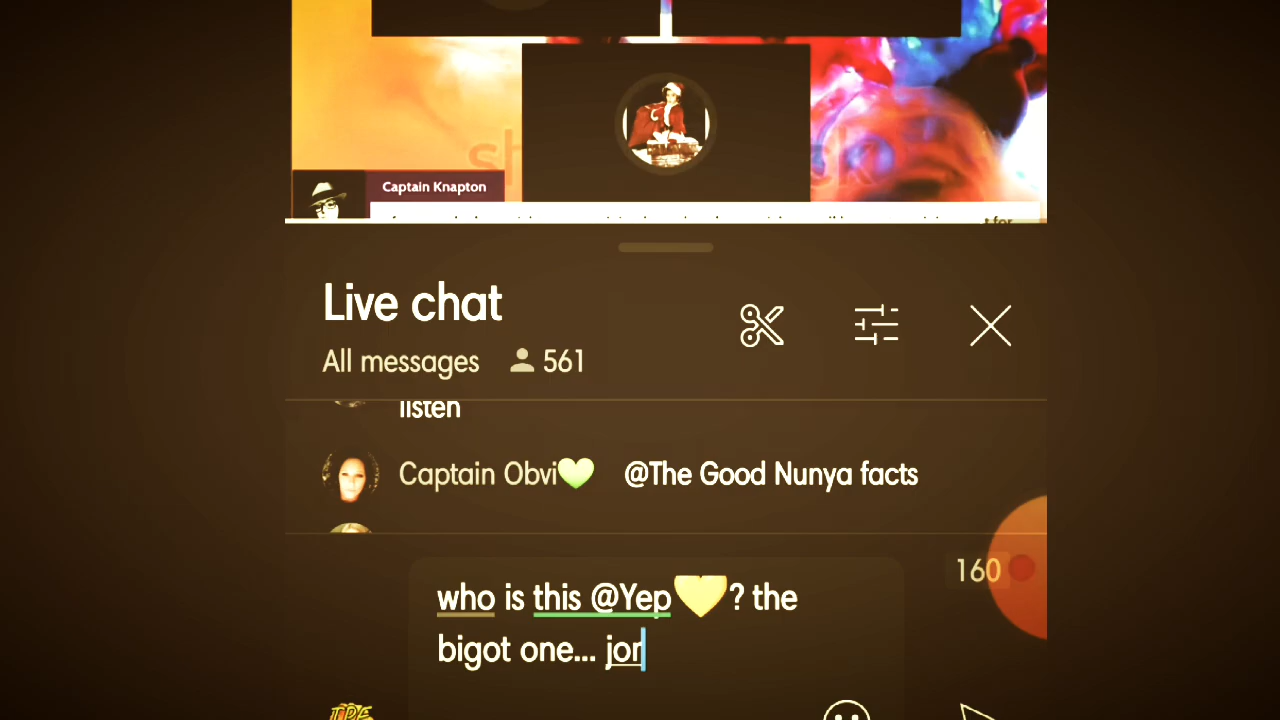 Captain Knapton
Live chat
All messages 561
listen
Captain Obvi💚 @The Good Nunya facts
160
who is this @Yep💛? the
bigot one... jor